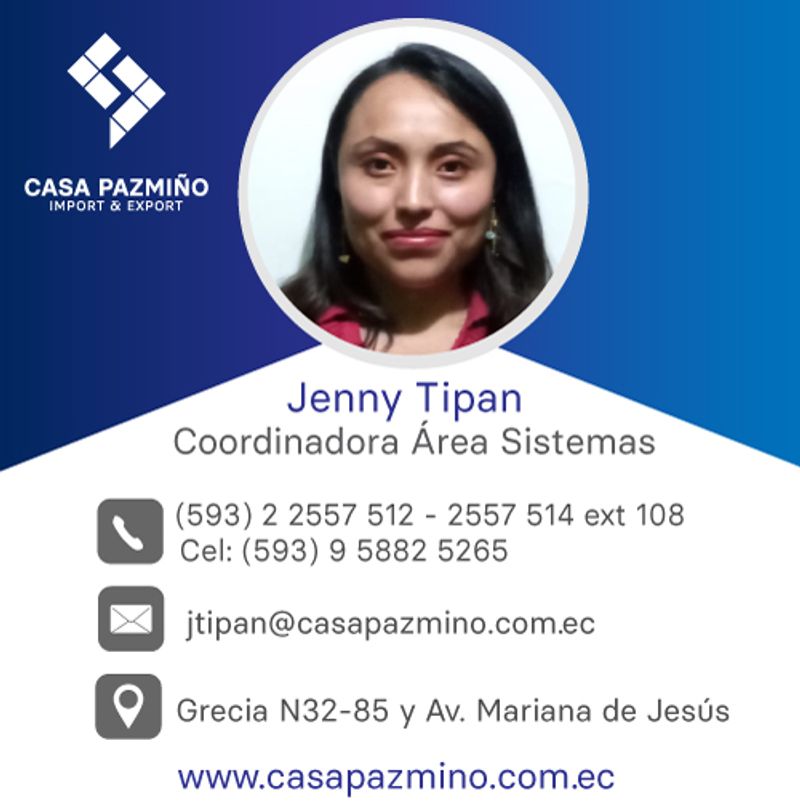 CASA PAZMIÑO
IMPORT & EXPORT
Jenny Tipan
Coordinadora Área Sistemas
(593) 2 2557 512 - 2557 514 ext 108
Cel: (593) 9 5882 5265
jtipan@casapazmino.com.ec
Grecia N32-85 y Av. Mariana de Jesús
www.casapazmino.com.ec